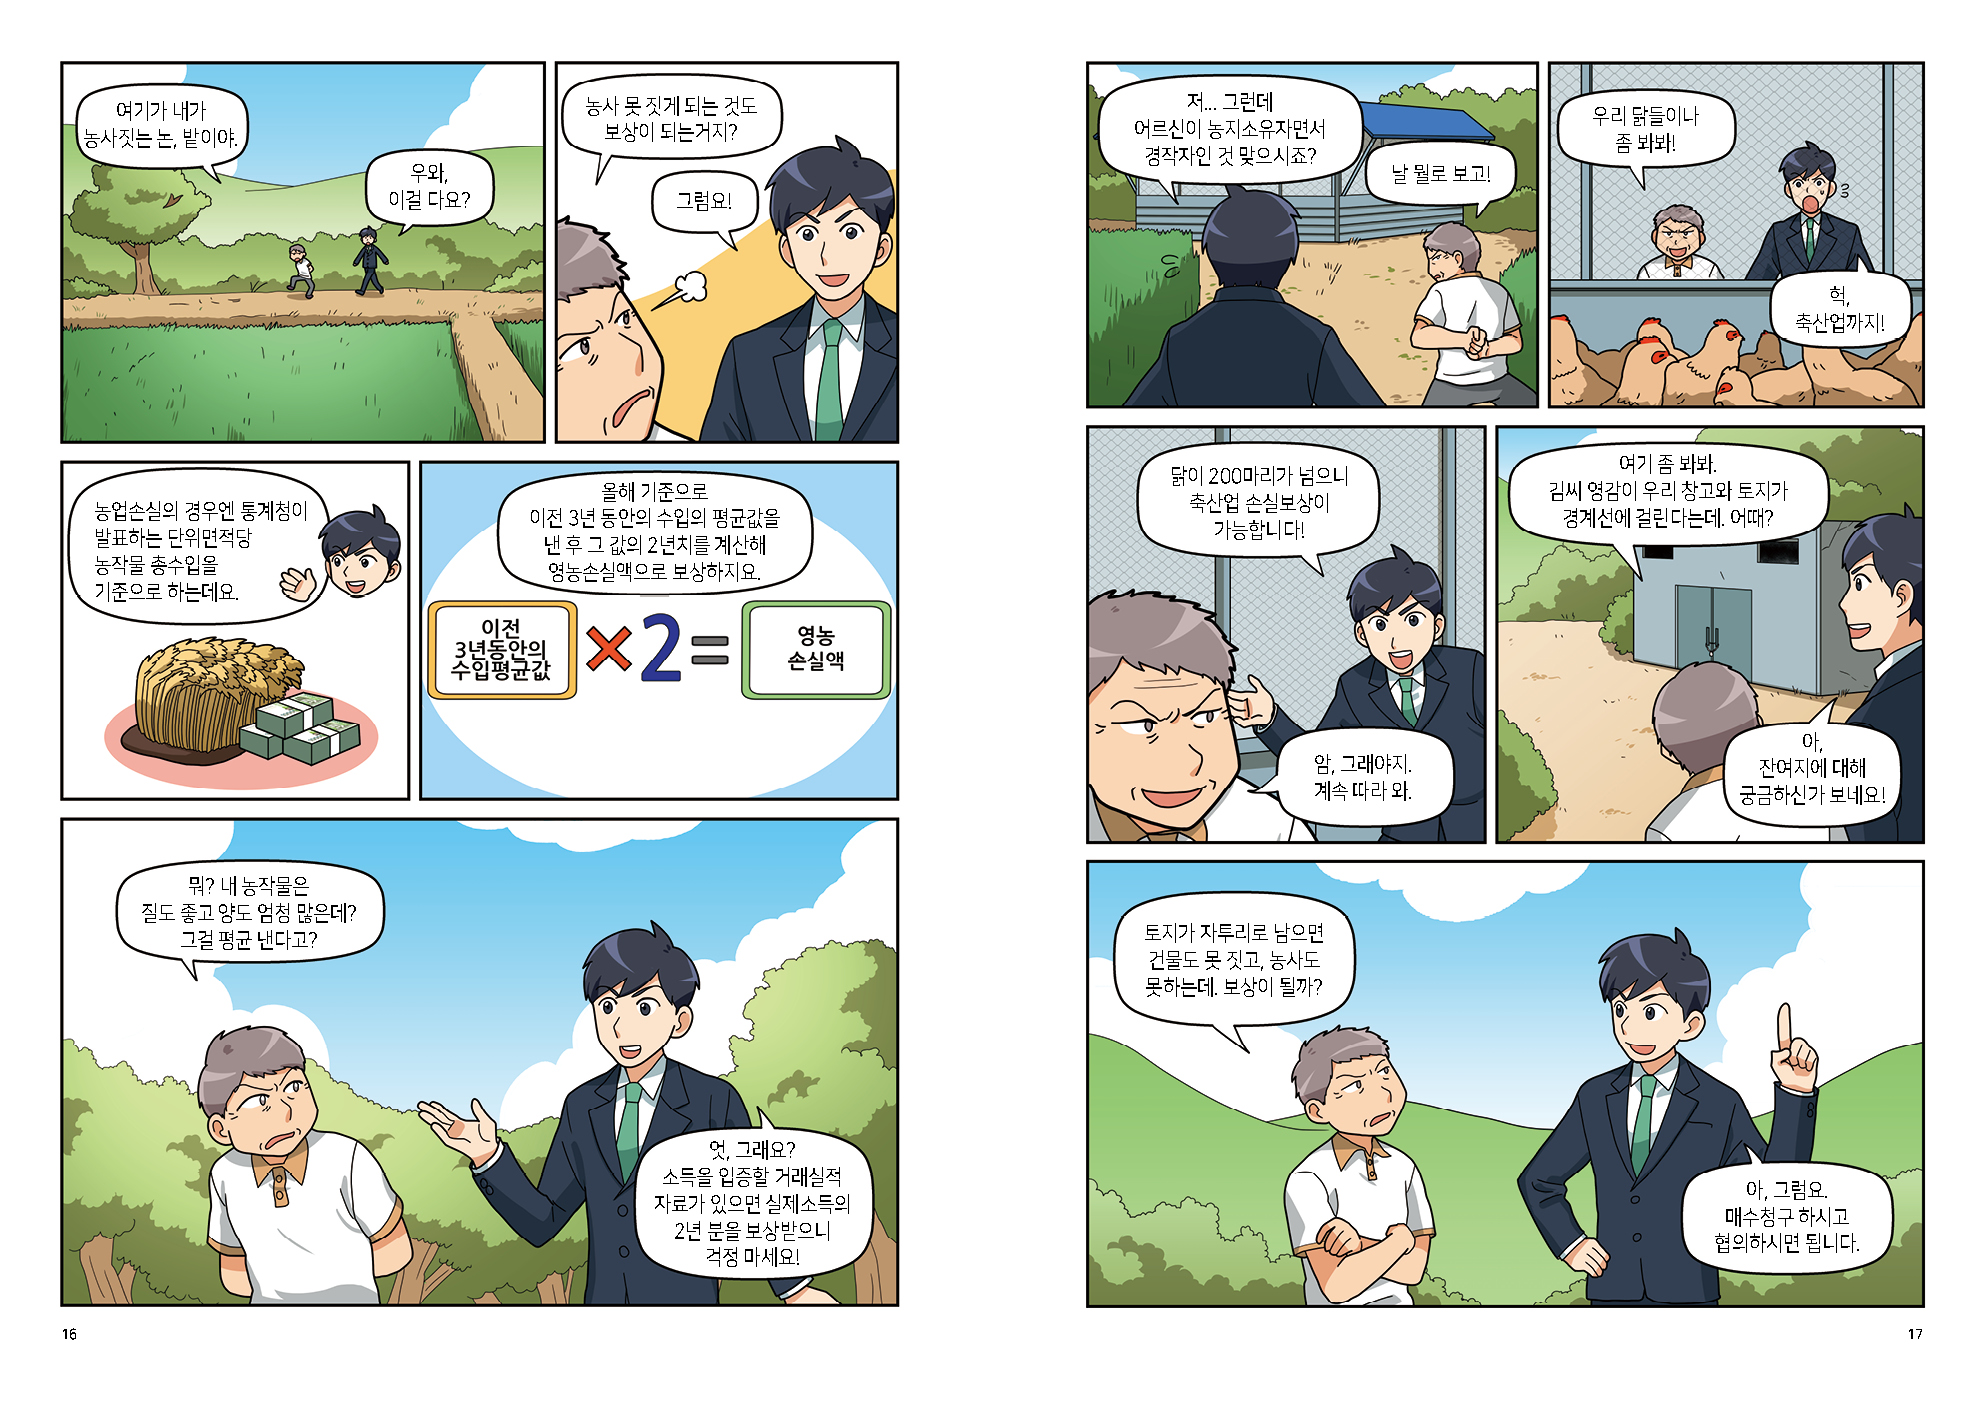 여기가 내가
농사짓는 논, 밭이야.
우와,
이걸 다요?
농사 못 짓게 되는 것도
보상이 되는거지?
그럼요!
농업손실의 경우엔 통계청이
발표하는 단위면적당
농작물 총수입을
기준으로 하는데요.
올해 기준으로
이전 3년 동안의 수입의 평균값을
낸 후 그 값의 2년치를 계산해
영농손실액으로 보상하지요.
이전
3년동안의
수입평균값
×2=
영농
손실액
뭐? 내 농작물은
질도 좋고 양도 엄청 많은데?
그걸 평균 낸다고?
엇, 그래요?
소득을 입증할 거래실적
자료가 있으면 실제소득의
2년 분을 보상받으니
걱정 마세요!
16
저... 그런데
어르신이 농지소유자면서
경작자인 것 맞으시죠?
날 뭘로 보고!
우리 닭들이나
좀 봐봐!
헉,
축산업까지!
닭이 200마리가 넘으니
축산업 손실보상이
가능합니다!
암, 그래야지.
계속 따라 와.
여기 좀 봐봐.
김씨 영감이 우리 창고와 토지가
경계선에 걸린다는데. 어때?
아,
잔여지에 대해
궁금하신가 보네요!
토지가 자투리로 남으면
건물도 못 짓고, 농사도
못하는데. 보상이 될까?
아, 그럼요.
매수청구 하시고
협의하시면 됩니다.
17